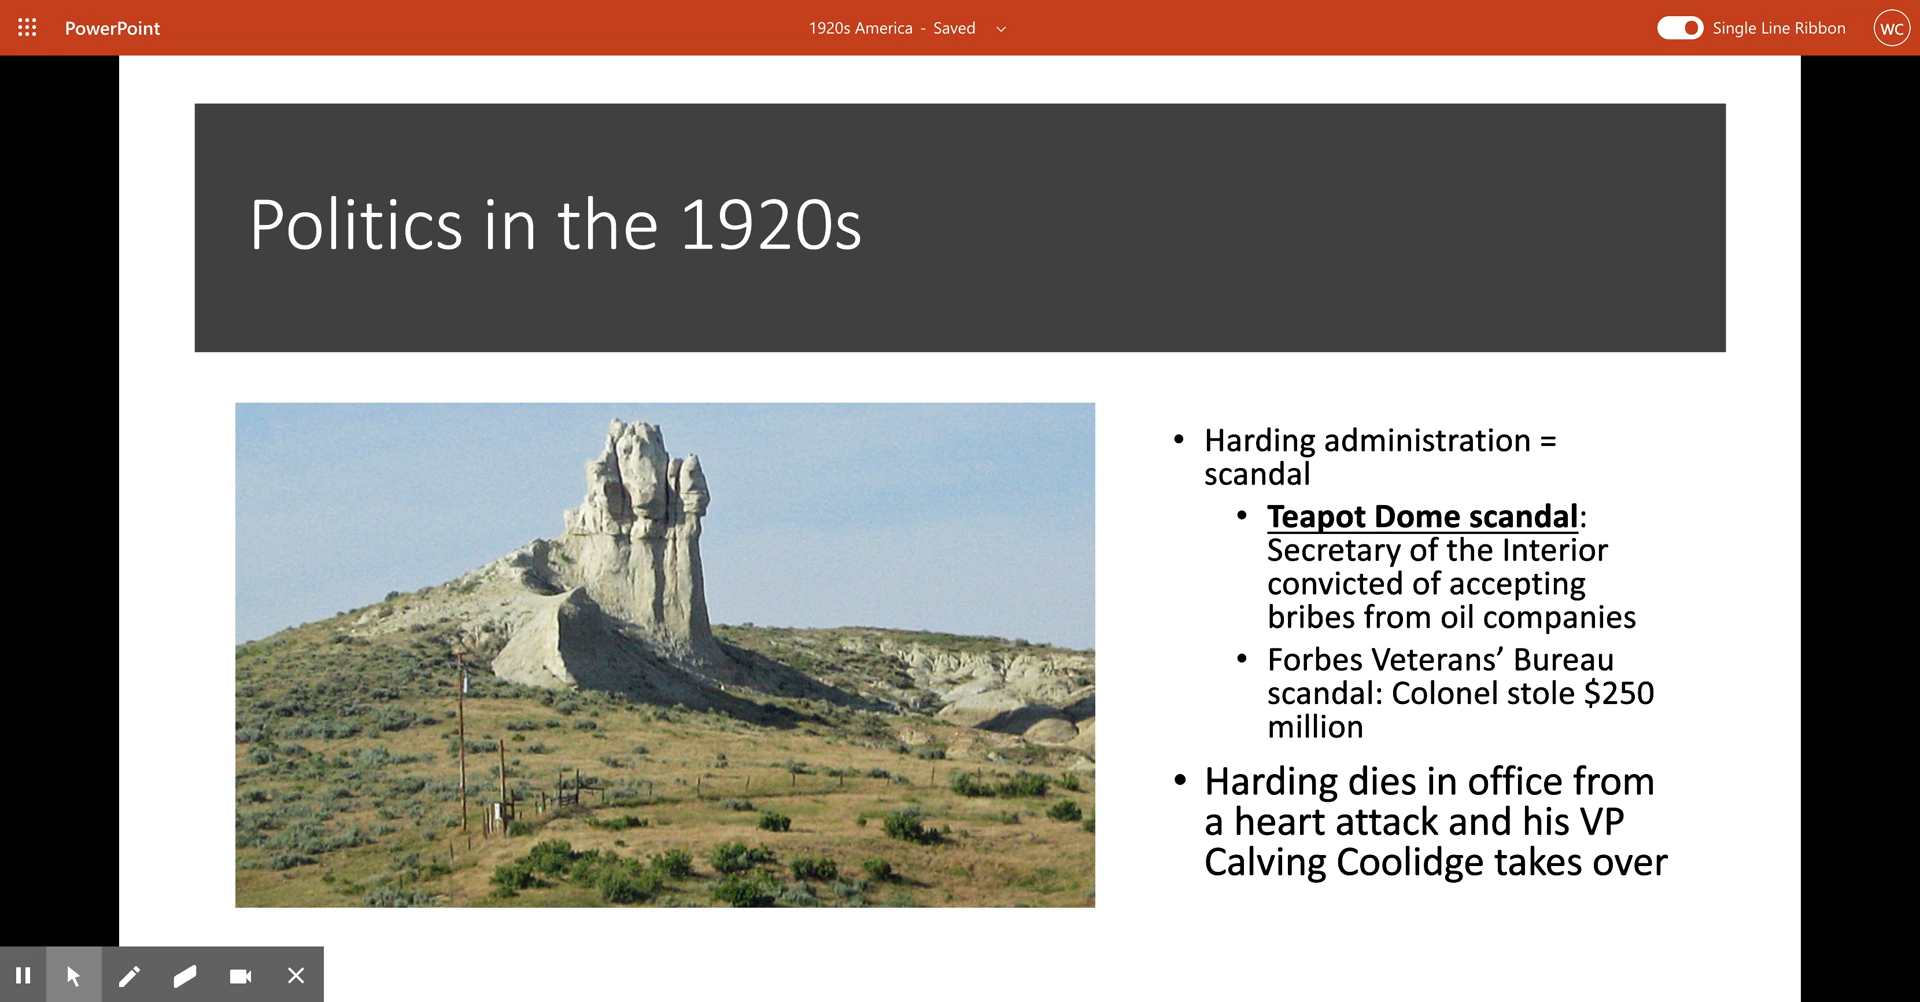 PowerPoint
1920s America - Saved
Single Line Ribbon
WC
Politics in the 1920s
• Harding administration =
scandal
• Teapot Dome scandal:
Secretary of the Interior
convicted of accepting
bribes from oil companies
• Forbes Veterans’ Bureau
scandal: Colonel stole $250
million
• Harding dies in office from
a heart attack and his VP
Calving Coolidge takes over